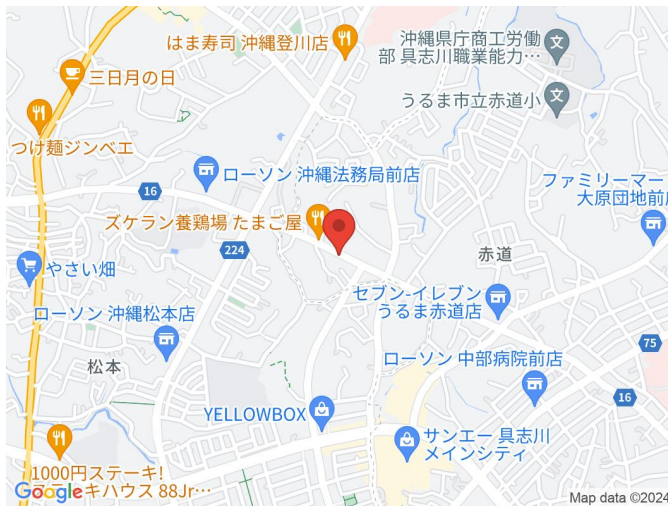 はま寿司 沖縄登川店
沖縄県庁商工労働
部 具志川職業能力…
三日月の日
うるま市立赤道小
つけ麺ジンベエ
ローソン 沖縄法務局前店
16
ファミリーマー
大原団地前店
ズケラン養鶏場 たまご屋
224
赤道
やさい畑
セブン-イレブン
うるま赤道店
ローソン 沖縄松本店
75
ローソン 中部病院前店
松本
16
YELLOWBOX
サンエー 具志川
メインシティ
1000円ステーキ!
ステーキハウス 88Jr…
Google
Map data ©2024